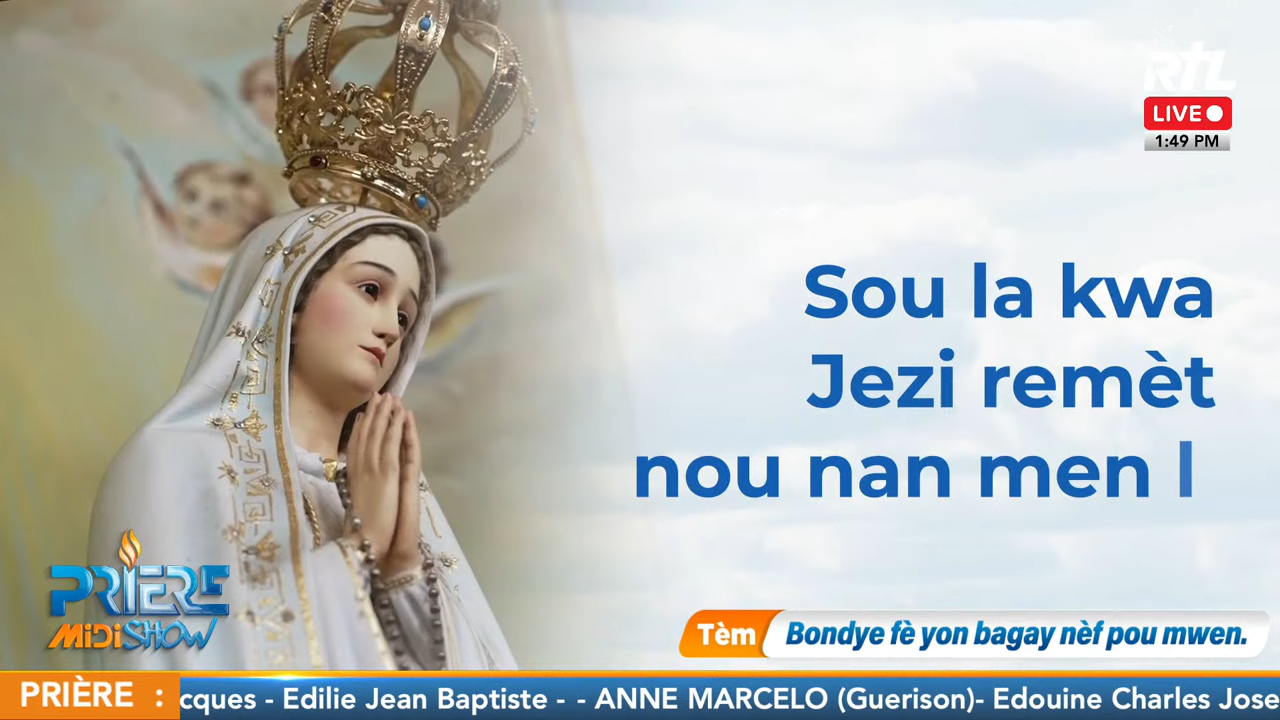 RTL
LIVE
1:49 PM
Sou la kwa
Jezi remèt
nou nan men l
PRIERE
MiDi SHOW
Tèm Bondye fè yon bagay nèf pou mwen.
PRIÈRE : cques - Edilie Jean Baptiste - - ANNE MARCELO (Guerison)- Edouine Charles Jose